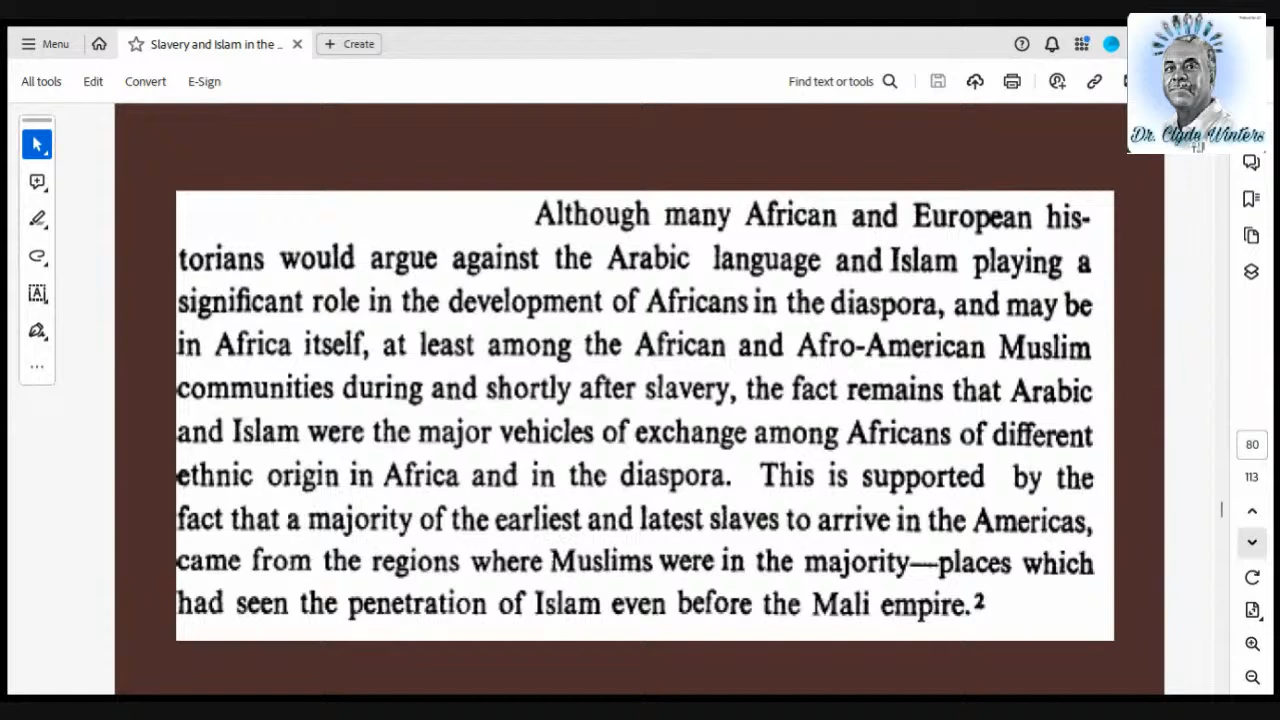 Menu
Slavery and Islam in the ...
Create
All tools
Edit
Convert
E-Sign
Find text or tools
Dr. Clyde Winters
Although many African and European his-
torians would argue against the Arabic language and Islam playing a
significant role in the development of Africans in the diaspora, and may be
in Africa itself, at least among the African and Afro-American Muslim
communities during and shortly after slavery, the fact remains that Arabic
and Islam were the major vehicles of exchange among Africans of different
ethnic origin in Africa and in the diaspora. This is supported by the
fact that a majority of the earliest and latest slaves to arrive in the Americas,
came from the regions where Muslims were in the majority—places which
had seen the penetration of Islam even before the Mali empire.2
80
113